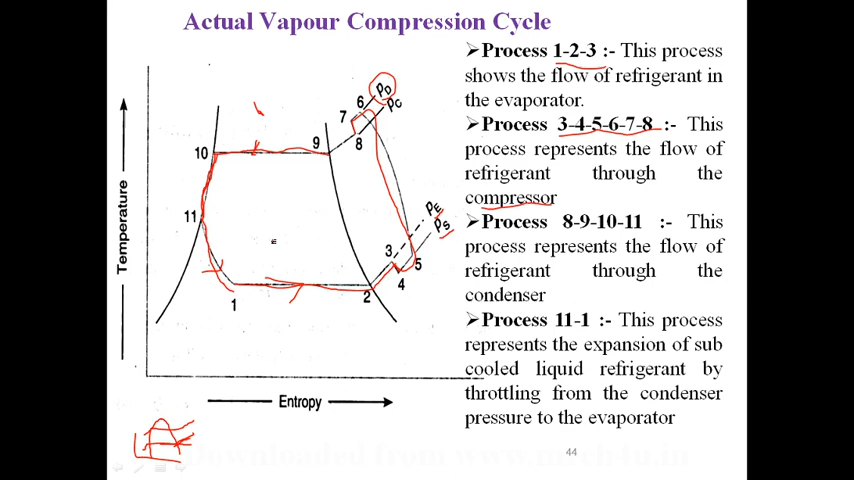 Actual Vapour Compression Cycle
➢Process 1-2-3 :- This process
shows the flow of refrigerant in
the evaporator.
➢Process 3-4-5-6-7-8 :- This
process represents the flow of
refrigerant through the
compressor
➢Process 8-9-10-11 :- This
process represents the flow of
refrigerant through the
condenser
➢Process 11-1 :- This process
represents the expansion of sub
cooled liquid refrigerant by
throttling from the condenser
pressure to the evaporator
Temperature
Entropy
6 pD
7 pC
8
10 9
11
pE
pS
3
5
4
1 2
44
Downloaded from www.